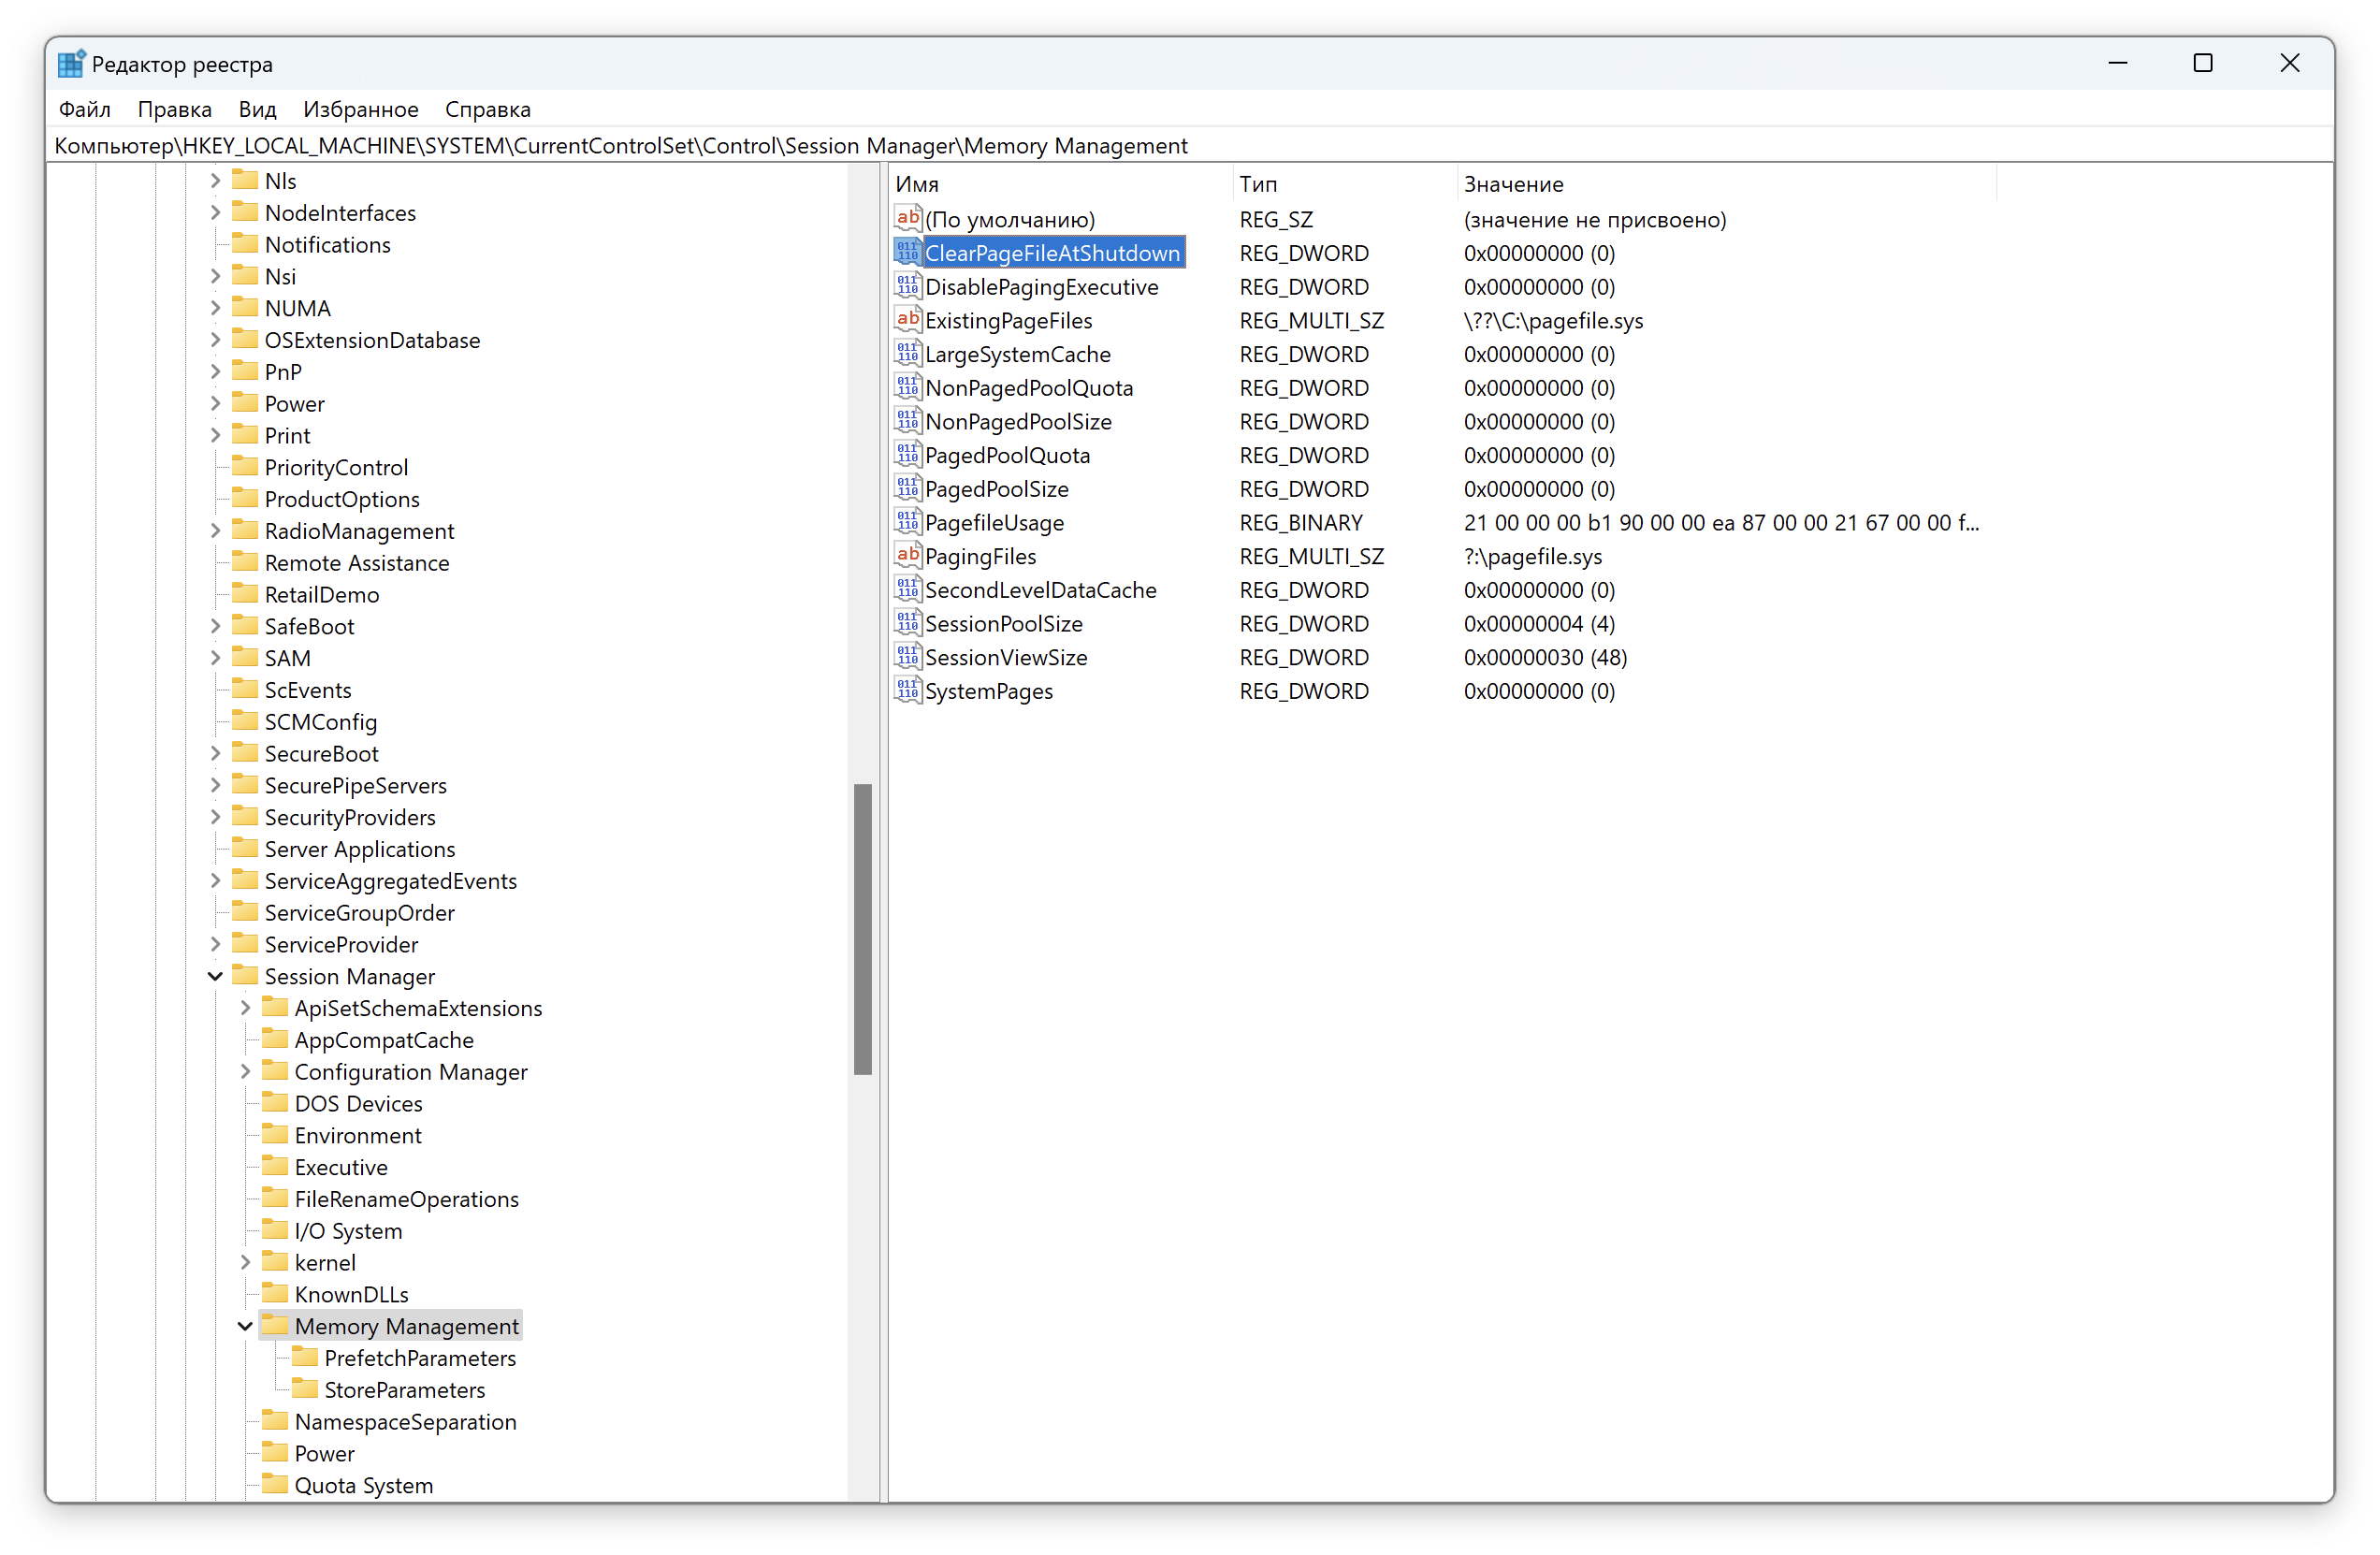 Редактор реестра
Файл Правка Вид Избранное Справка
Компьютер\HKEY_LOCAL_MACHINE\SYSTEM\CurrentControlSet\Control\Session Manager\Memory Management
Nls
NodeInterfaces
Notifications
Nsi
NUMA
OSExtensionDatabase
PnP
Power
Print
PriorityControl
ProductOptions
RadioManagement
Remote Assistance
RetailDemo
SafeBoot
SAM
ScEvents
SCMConfig
SecureBoot
SecurePipeServers
SecurityProviders
Server Applications
ServiceAggregatedEvents
ServiceGroupOrder
ServiceProvider
Session Manager
ApiSetSchemaExtensions
AppCompatCache
Configuration Manager
DOS Devices
Environment
Executive
FileRenameOperations
I/O System
kernel
KnownDLLs
Memory Management
PrefetchParameters
StoreParameters
NamespaceSeparation
Power
Quota System
Имя Тип Значение
(По умолчанию) REG_SZ (значение не присвоено)
ClearPageFileAtShutdown REG_DWORD 0x00000000 (0)
DisablePagingExecutive REG_DWORD 0x00000000 (0)
ExistingPageFiles REG_MULTI_SZ \??\C:\pagefile.sys
LargeSystemCache REG_DWORD 0x00000000 (0)
NonPagedPoolQuota REG_DWORD 0x00000000 (0)
NonPagedPoolSize REG_DWORD 0x00000000 (0)
PagedPoolQuota REG_DWORD 0x00000000 (0)
PagedPoolSize REG_DWORD 0x00000000 (0)
PagefileUsage REG_BINARY 21 00 00 00 b1 90 00 00 ea 87 00 00 21 67 00 00 f...
PagingFiles REG_MULTI_SZ ?:\pagefile.sys
SecondLevelDataCache REG_DWORD 0x00000000 (0)
SessionPoolSize REG_DWORD 0x00000004 (4)
SessionViewSize REG_DWORD 0x00000030 (48)
SystemPages REG_DWORD 0x00000000 (0)